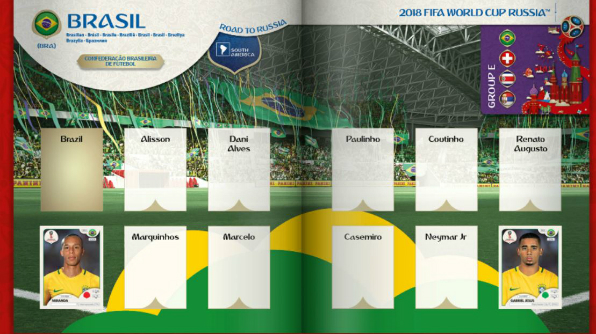 BRASIL
(BRA)
CONFEDERAÇÃO BRASILEIRA
DE FUTEBOL
ROAD TO RUSSIA
SOUTH
AMERICA
2018 FIFA WORLD CUP RUSSIA™
GROUP E
PANINI
Brazil
Alisson
Dani
Alves
Paulinho
Coutinho
Renato
Augusto
MIRANDA
Marquinhos
Marcelo
Casemiro
Neymar Jr
GABRIEL JESUS